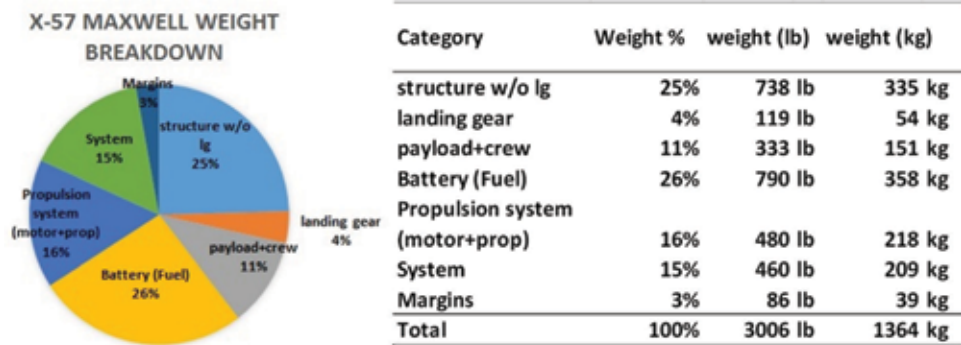 X-57 MAXWELL WEIGHT
BREAKDOWN
Margins
3%
structure w/o
lg
25%
System
15%
Propulsion
system
(motor+prop)
16%
landing gear
4%
payload+crew
11%
Battery (Fuel)
26%
Category Weight % weight (lb) weight (kg)
structure w/o lg 25% 738 lb 335 kg
landing gear 4% 119 lb 54 kg
payload+crew 11% 333 lb 151 kg
Battery (Fuel) 26% 790 lb 358 kg
Propulsion system
(motor+prop) 16% 480 lb 218 kg
System 15% 460 lb 209 kg
Margins 3% 86 lb 39 kg
Total 100% 3006 lb 1364 kg